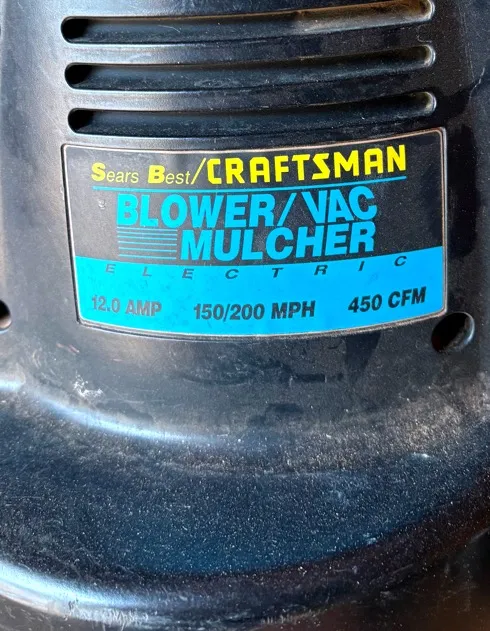 Sears Best/CRAFTSMAN
BLOWER/VAC
MULCHER
ELECTRIC
12.0 AMP 150/200 MPH 450 CFM